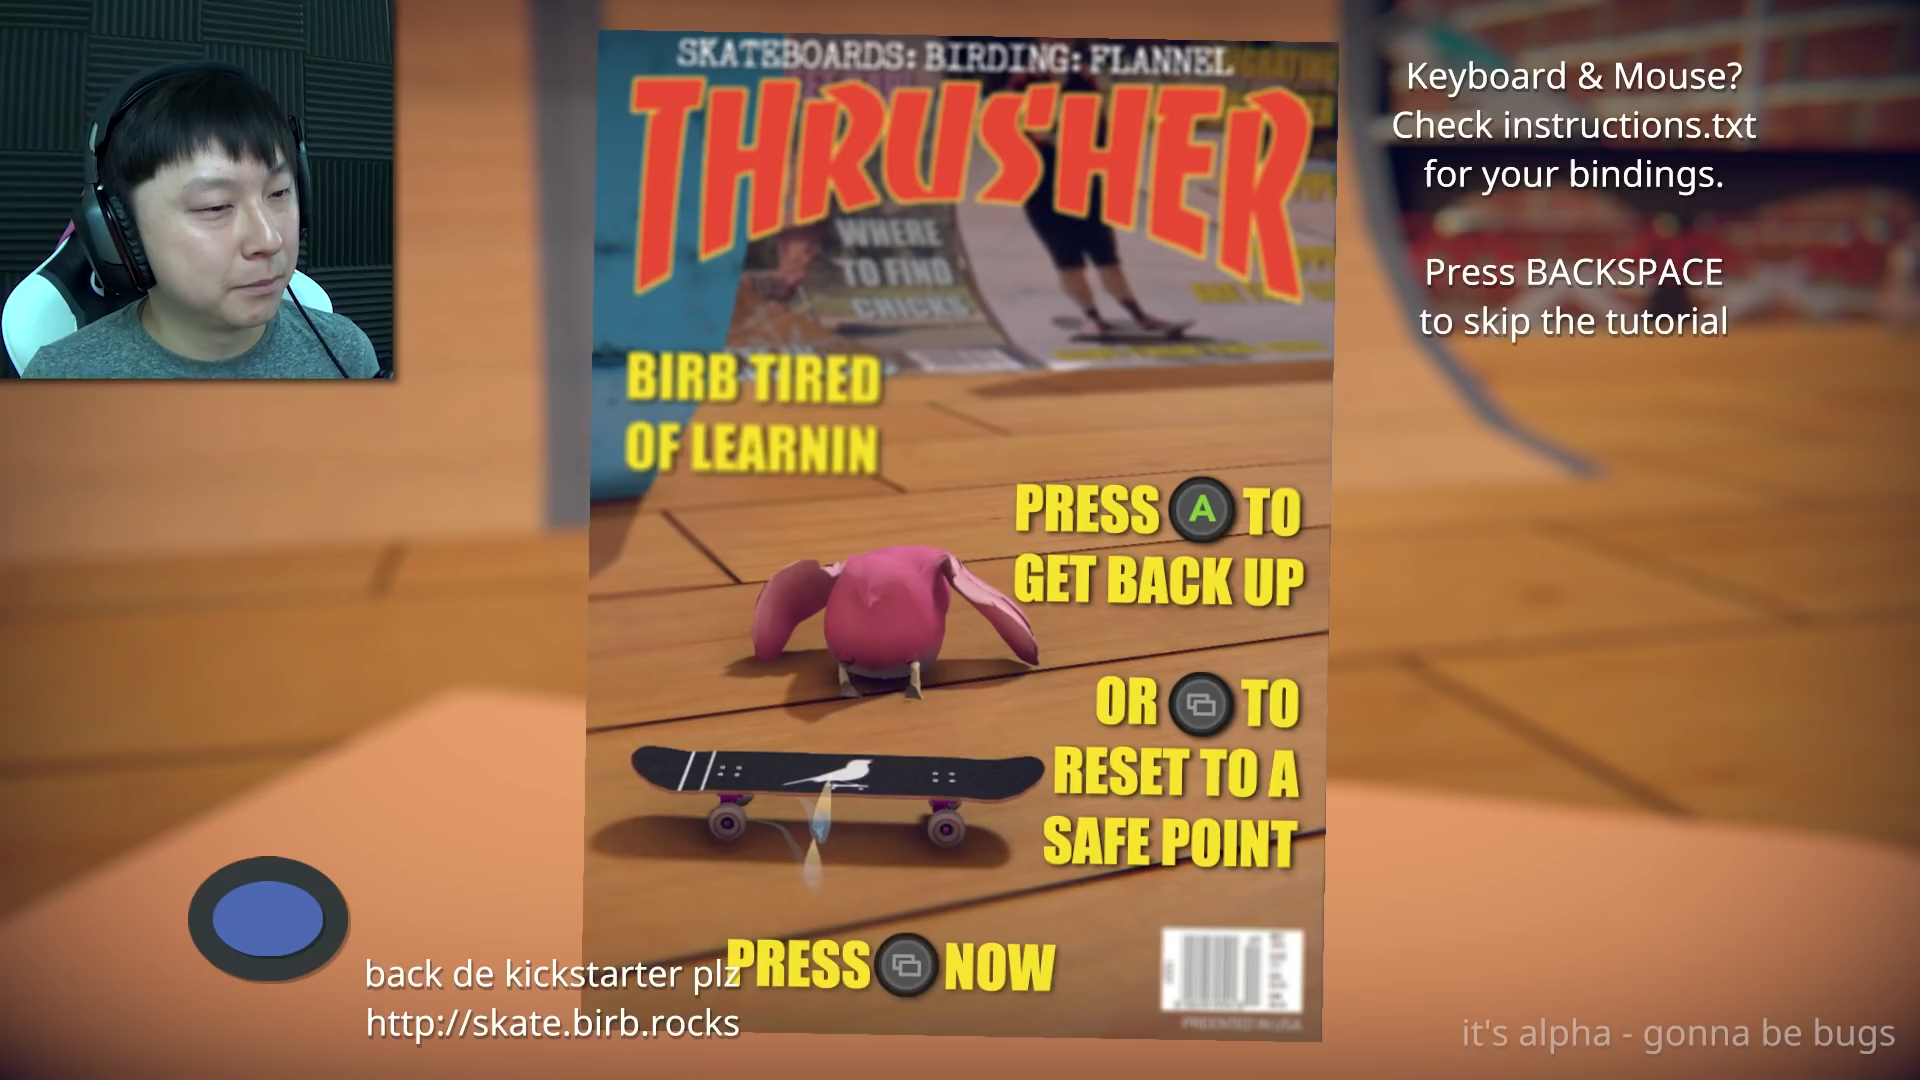 SKATEBOARDS: BIRDING: FLANNEL
THRUSHER
WHERE
TO FIND
CHICKS
BIRB TIRED
OF LEARNIN
PRESS A TO
GET BACK UP
OR TO
RESET TO A
SAFE POINT
PRESS NOW
Keyboard & Mouse?
Check instructions.txt
for your bindings.
Press BACKSPACE
to skip the tutorial
back de kickstarter plz
http://skate.birb.rocks
it's alpha - gonna be bugs